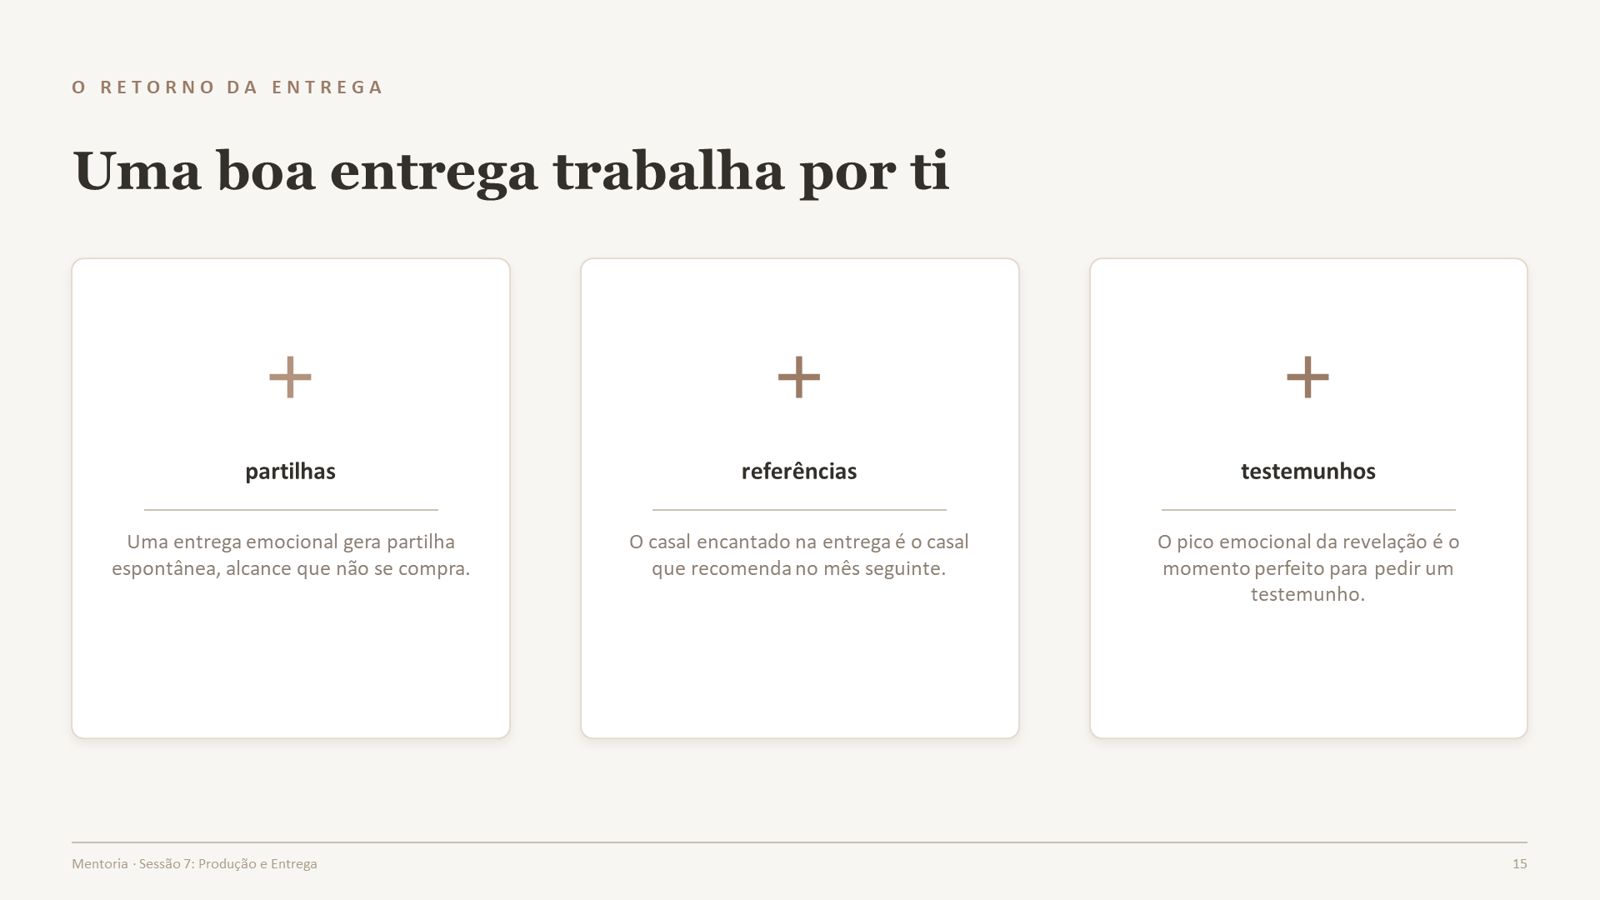 O RETORNO DA ENTREGA
Uma boa entrega trabalha por ti
+
partilhas
Uma entrega emocional gera partilha
espontânea, alcance que não se compra.
+
referências
O casal encantado na entrega é o casal
que recomenda no mês seguinte.
+
testemunhos
O pico emocional da revelação é o
momento perfeito para pedir um
testemunho.
Mentoria · Sessão 7: Produção e Entrega
15